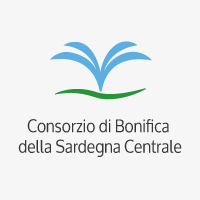 Consorzio di Bonifica
della Sardegna Centrale